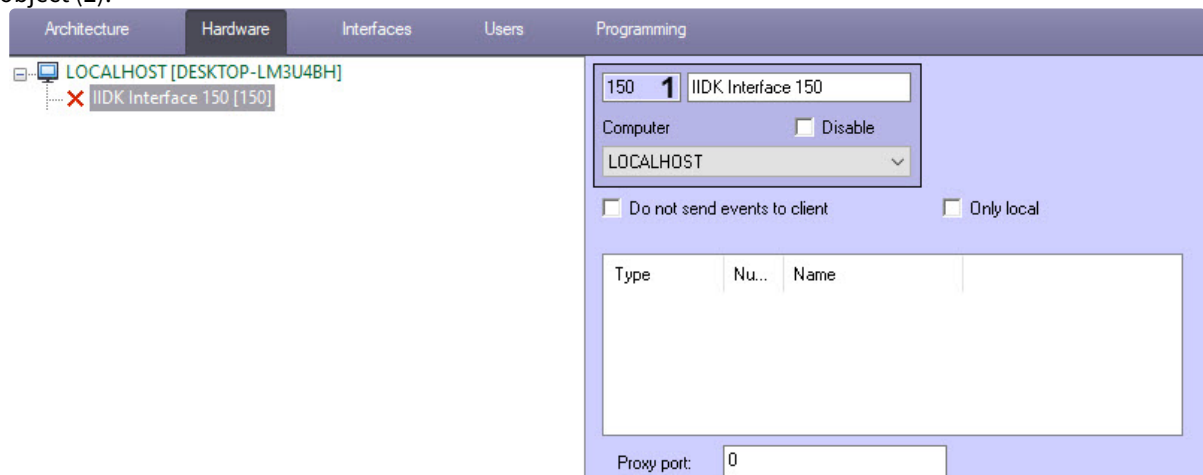 object (2).
Architecture Hardware Interfaces Users Programming
LOCALHOST [DESKTOP-LM3U4BH]
IIDK Interface 150 [150]
150 1 IIDK Interface 150
Computer Disable
LOCALHOST
Do not send events to client Only local
Type Nu... Name
Proxy port: 0